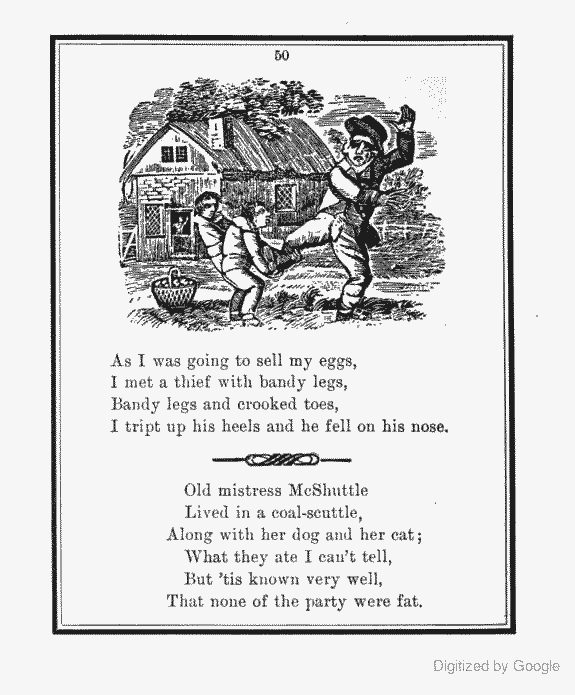 50
As I was going to sell my eggs,
I met a thief with bandy legs,
Bandy legs and crooked toes,
I tript up his heels and he fell on his nose.
Old mistress McShuttle
Lived in a coal-scuttle,
Along with her dog and her cat;
What they ate I can't tell,
But 'tis known very well,
That none of the party were fat.
Digitized by Google